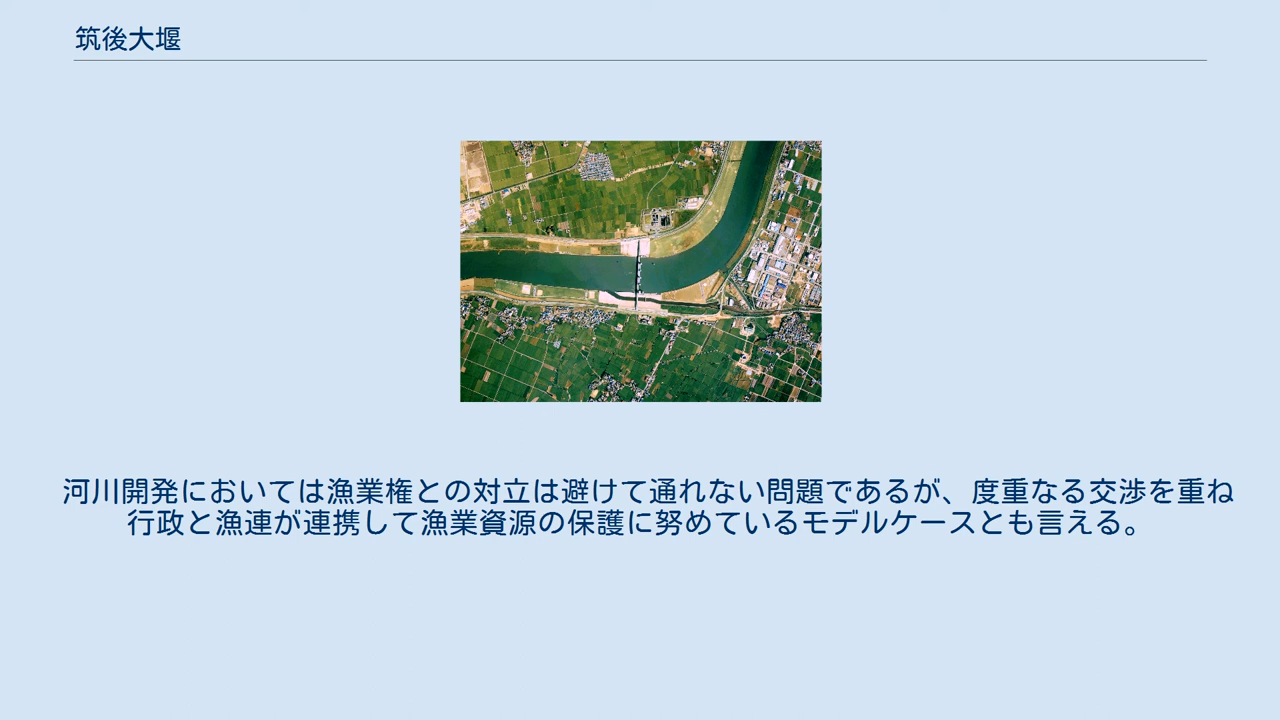 筑後大堰
河川開発においては漁業権との対立は避けて通れない問題であるが、度重なる交渉を重ね
行政と漁連が連携して漁業資源の保護に努めているモデルケースとも言える。